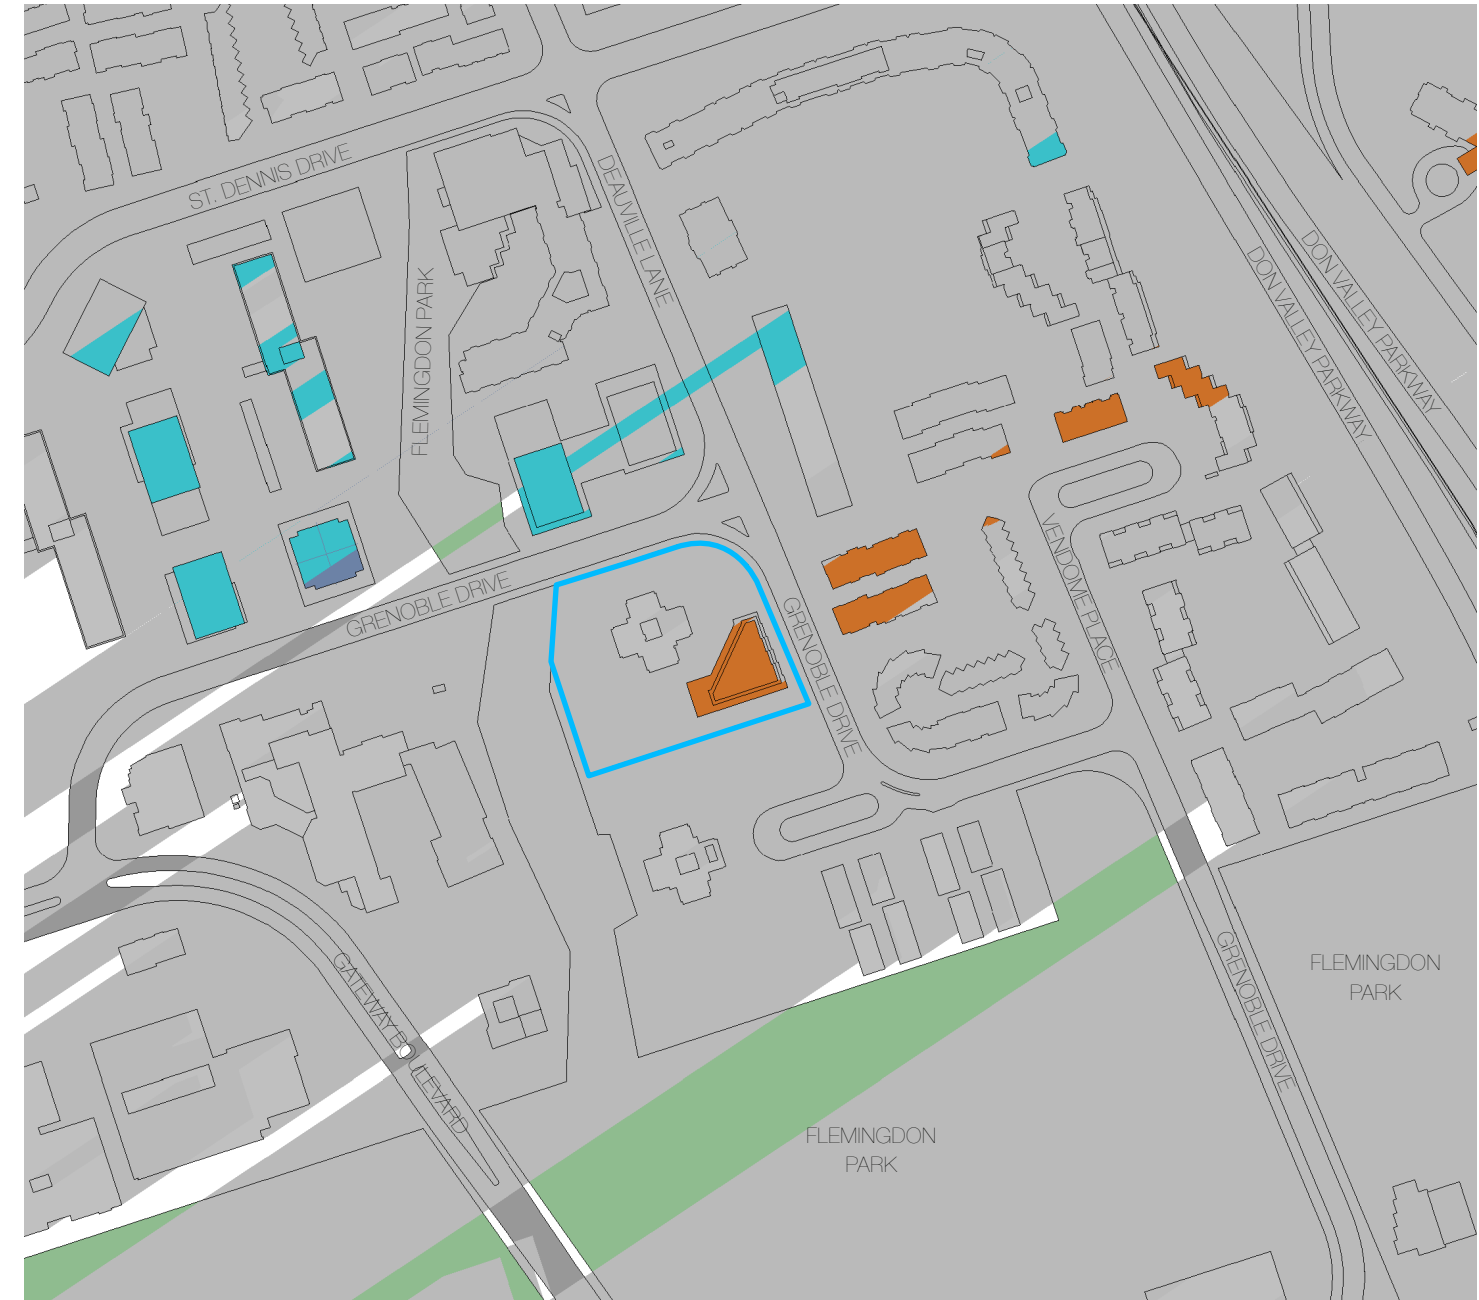 ST. DENNIS DRIVE
DEAUVILLE LANE
FLEMINGDON PARK
DON VALLEY PARKWAY
DON VALLEY PARKWAY
GRENOBLE DRIVE
VENDOME PLACE
GRENOBLE DRIVE
GATEWAY BOULEVARD
GRENOBLE DRIVE
FLEMINGDON
PARK
FLEMINGDON
PARK